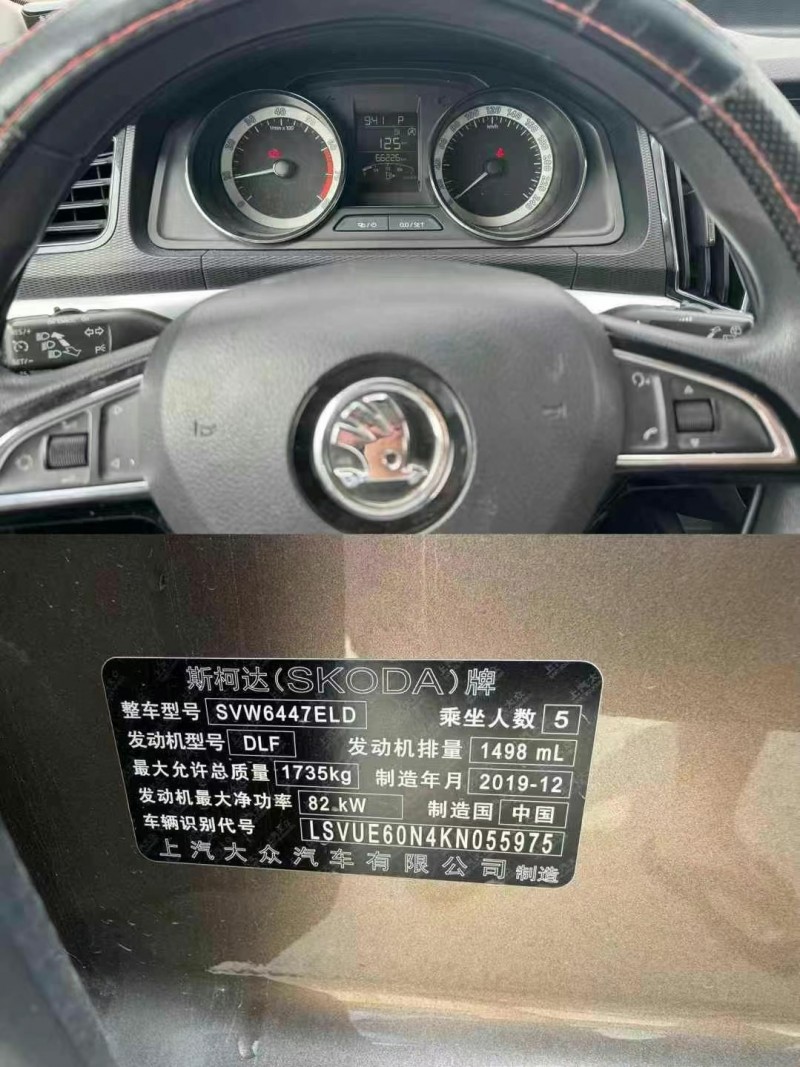 9:41 P
125
66226
0.0/SET
斯柯达(SKODA)牌
整车型号 SVW6447ELD 乘坐人数 5
发动机型号 DLF 发动机排量 1498 mL
最大允许总质量 1735kg 制造年月 2019-12
发动机最大净功率 82 kW 制造国 中国
车辆识别代号 LSVUE60N4KN055975
上汽大众汽车有限公司 制造